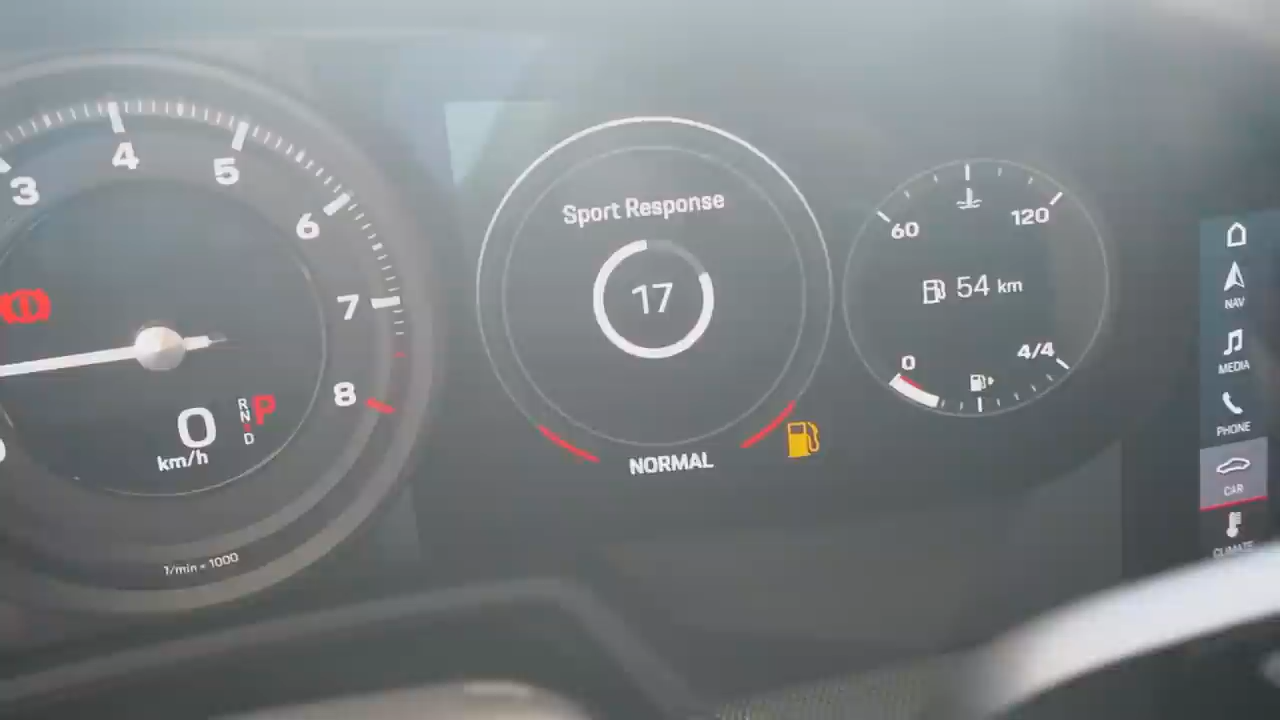 3
4
5
6
7
8
0
km/h
R
N
D
P
1/min × 1000
Sport Response
17
NORMAL
60
120
54 km
0
4/4
NAV
MEDIA
PHONE
CAR
CLIMATE